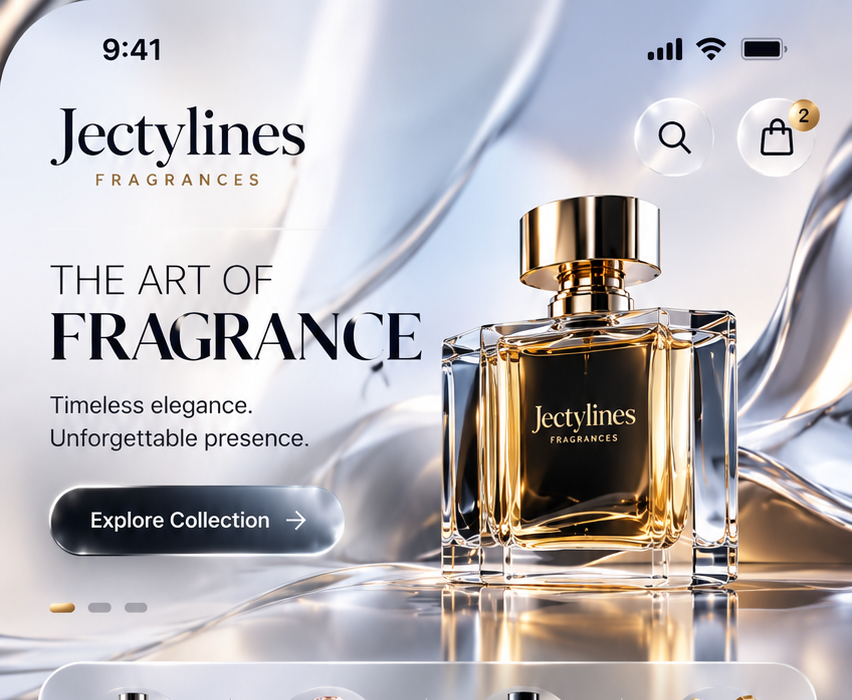 9:41
Jectylines
FRAGRANCES
2
THE ART OF
FRAGRANCE
Timeless elegance.
Unforgettable presence.
Explore Collection →
Jectylines
FRAGRANCES